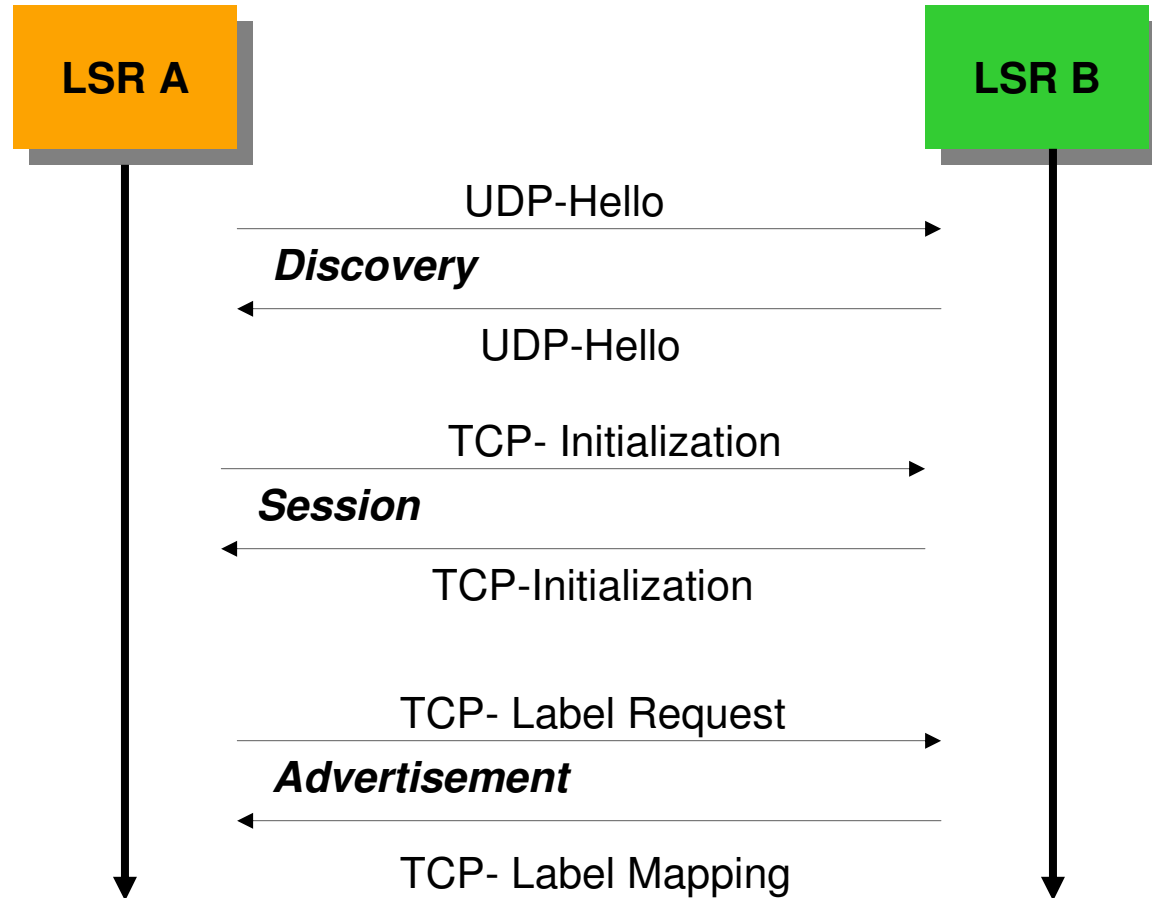 LSR A
LSR B
UDP-Hello
Discovery
UDP-Hello
TCP- Initialization
Session
TCP-Initialization
TCP- Label Request
Advertisement
TCP- Label Mapping